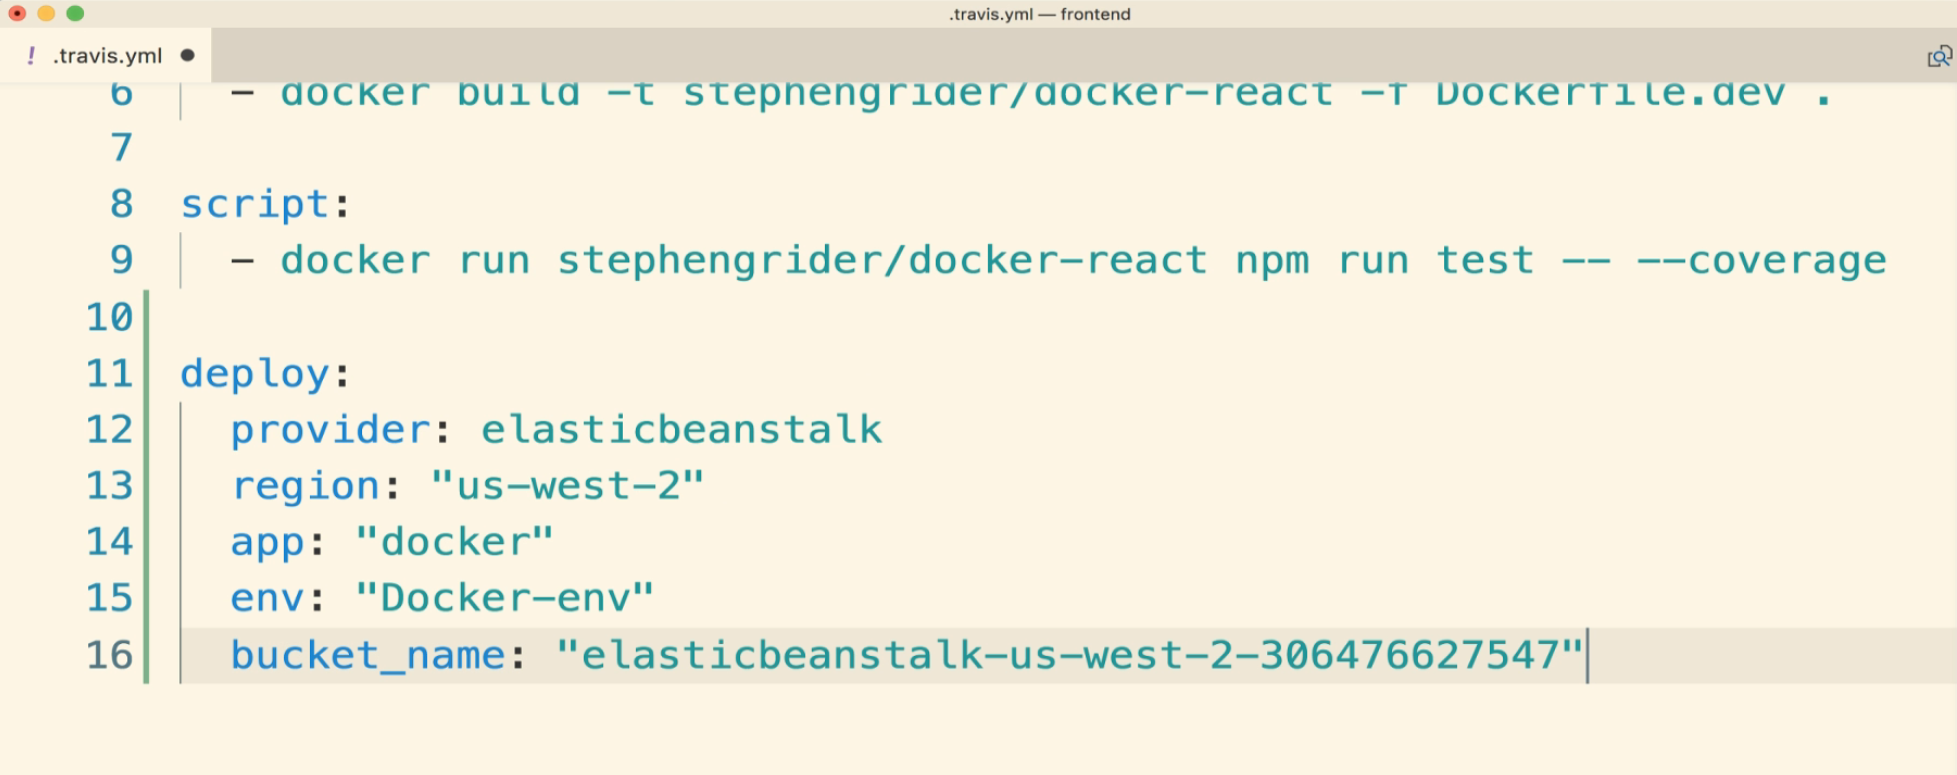 .travis.yml — frontend
! .travis.yml ●
6 - docker build -t stephengrider/docker-react -f Dockerfile.dev .
7
8 script:
9 - docker run stephengrider/docker-react npm run test -- --coverage
10
11 deploy:
12 provider: elasticbeanstalk
13 region: "us-west-2"
14 app: "docker"
15 env: "Docker-env"
16 bucket_name: "elasticbeanstalk-us-west-2-306476627547"